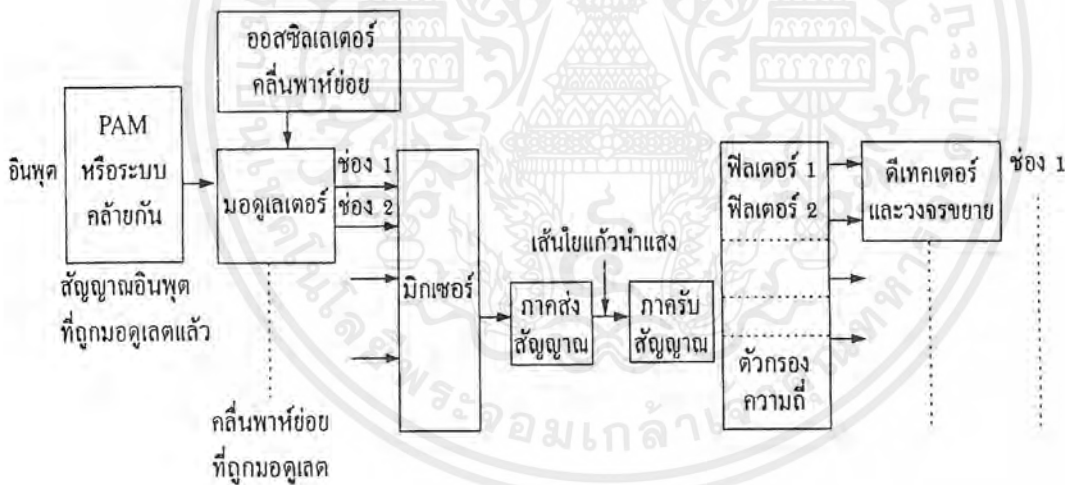 ออสซิลเลเตอร์
คลื่นพาห์ย่อย
อินพุต
PAM
หรือระบบ
คล้ายกัน
สัญญาณอินพุต
ที่ถูกมอดูเลตแล้ว
มอดูเลเตอร์
ช่อง 1
ช่อง 2
คลื่นพาห์ย่อย
ที่ถูกมอดูเลต
มิกเซอร์
เส้นใยแก้วนำแสง
ภาคส่ง
สัญญาณ
ภาครับ
สัญญาณ
ฟิลเตอร์ 1
ฟิลเตอร์ 2
ตัวกรอง
ความถี่
ดีเทคเตอร์
และวงจรขยาย
ช่อง 1